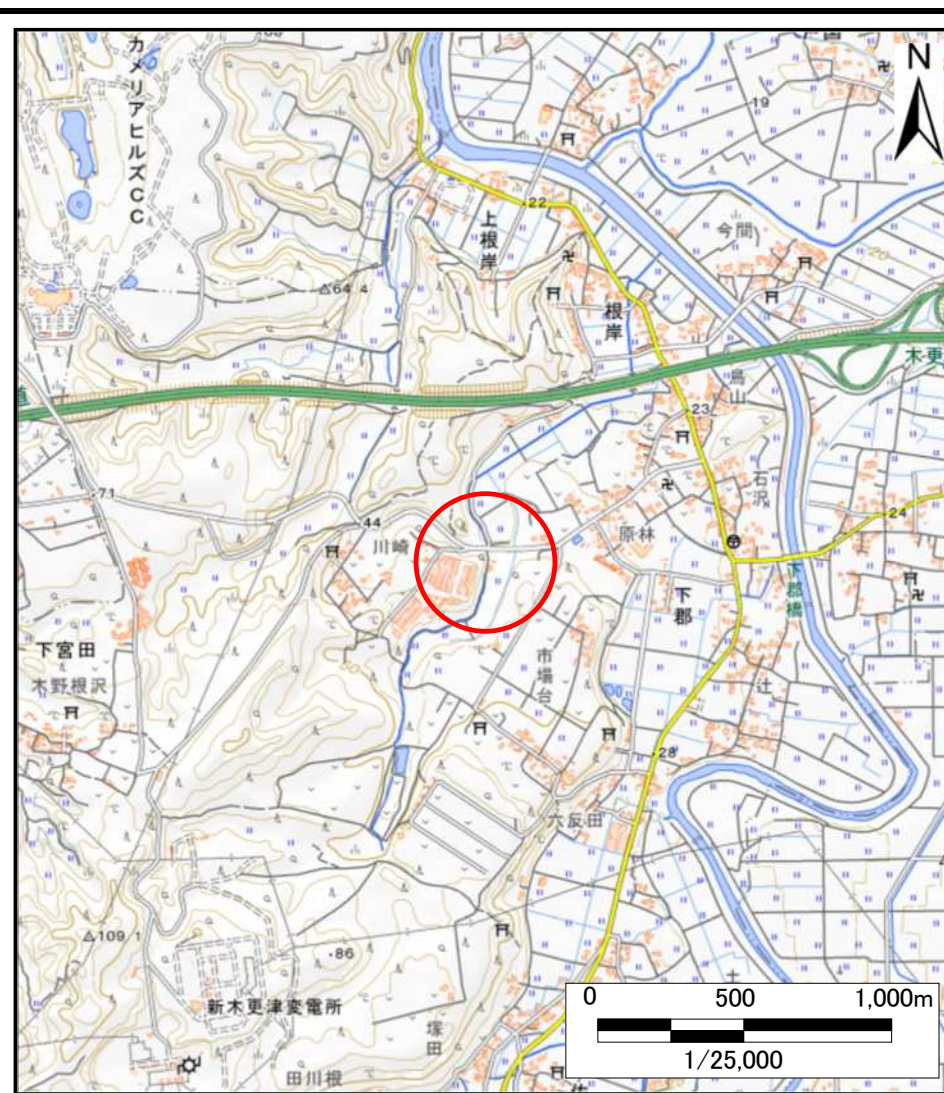 カメリアヒルズCC
N
19
22
上根岸
今間
64.4
根岸
木更
鳥山
23
71
44
川崎
石沢
24
原林
下郡
下郡橋
下宮田
木野根沢
市場台
辻
28
六反田
109.1
86
新木更津変電所
塚田
田川根
0 500 1,000m
1/25,000